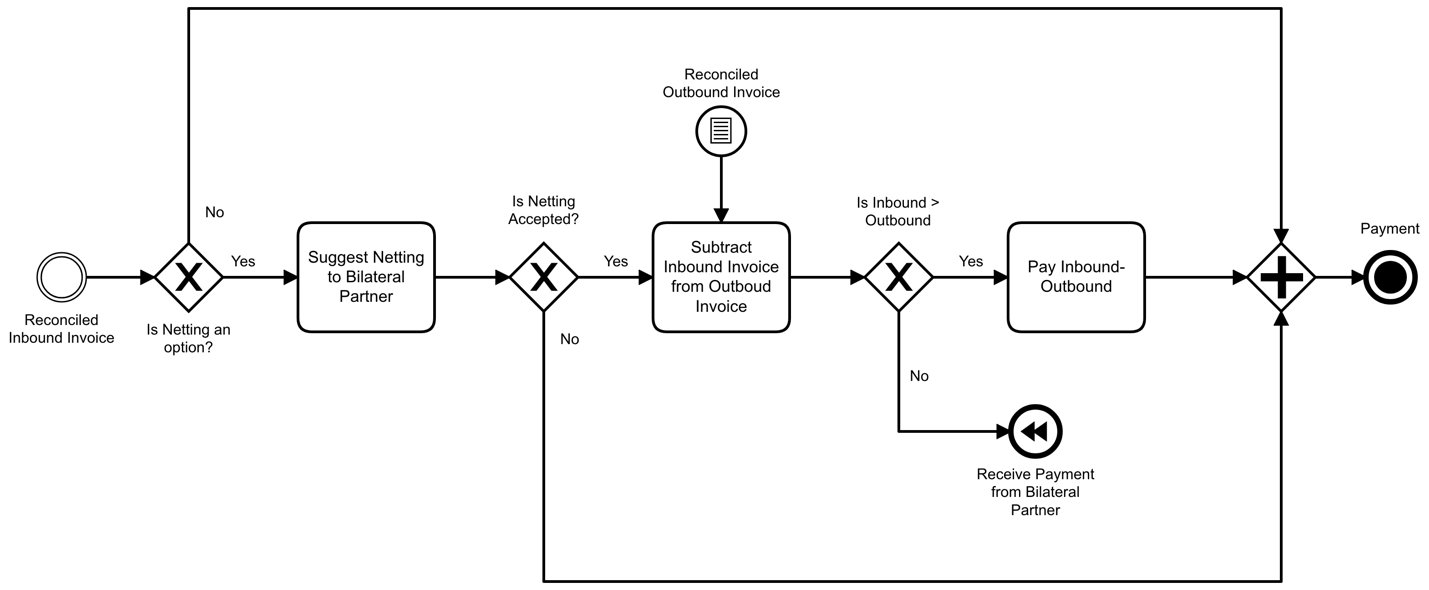 Reconciled
Outbound Invoice
No
Is Netting
Accepted?
Is Inbound >
Outbound
Payment
Yes
Suggest Netting
to Bilateral
Partner
Yes
Subtract
Inbound Invoice
from Outboud
Invoice
Yes
Pay Inbound-
Outbound
Reconciled
Inbound Invoice
Is Netting an
option?
No
No
Receive Payment
from Bilateral
Partner